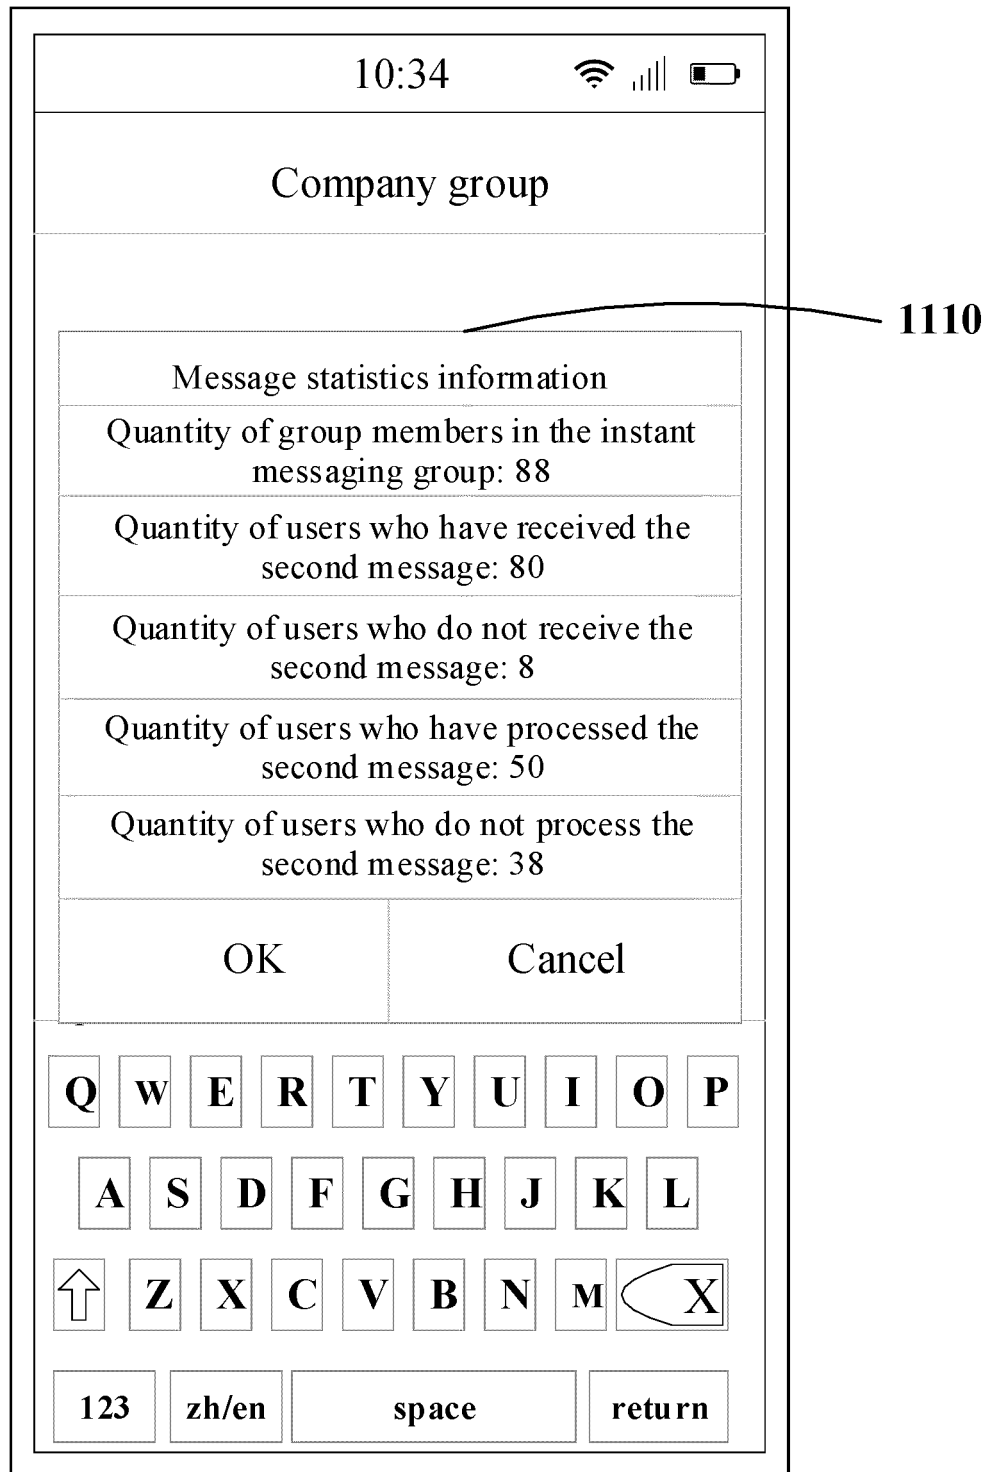 10:34
Company group
1110
Message statistics information
Quantity of group members in the instant
messaging group: 88
Quantity of users who have received the
second message: 80
Quantity of users who do not receive the
second message: 8
Quantity of users who have processed the
second message: 50
Quantity of users who do not process the
second message: 38
OK Cancel
Q W E R T Y U I O P
A S D F G H J K L
Z X C V B N M X
123 zh/en space return